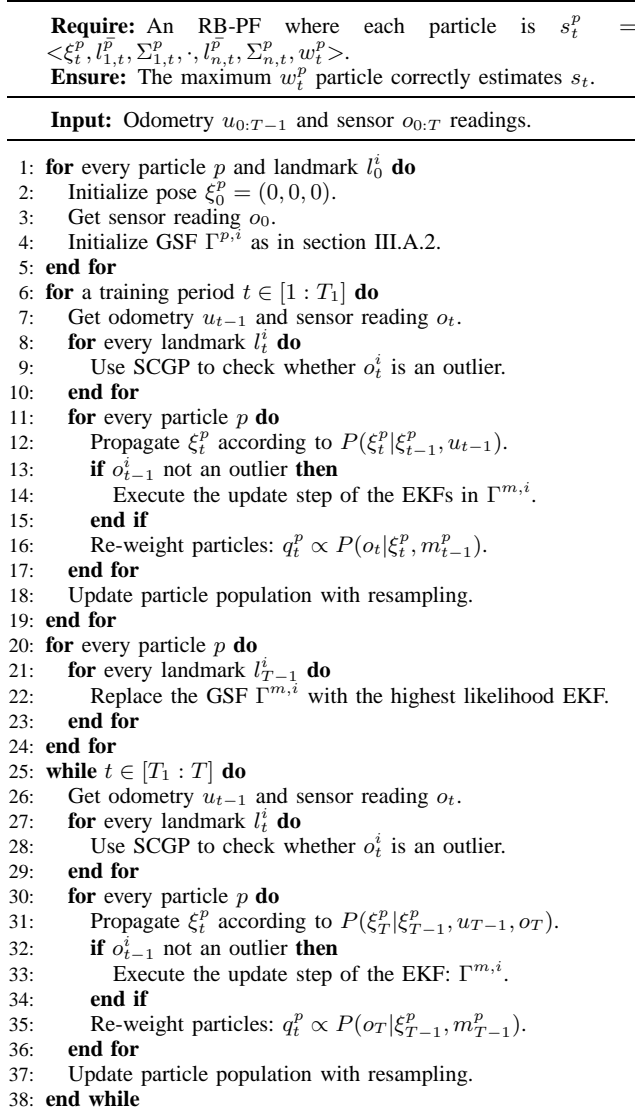 Require: An RB-PF where each particle is s_t^p =
<ξ_t^p, l̄_{1,t}^p, Σ_{1,t}^p, ·, l̄_{n,t}^p, Σ_{n,t}^p, w_t^p>.
Ensure: The maximum w_t^p particle correctly estimates s_t.
Input: Odometry u_{0:T−1} and sensor o_{0:T} readings.
1: for every particle p and landmark l_0^i do
2: Initialize pose ξ_0^p = (0, 0, 0).
3: Get sensor reading o_0.
4: Initialize GSF Γ^{p,i} as in section III.A.2.
5: end for
6: for a training period t ∈ [1 : T_1] do
7: Get odometry u_{t−1} and sensor reading o_t.
8: for every landmark l_t^i do
9: Use SCGP to check whether o_t^i is an outlier.
10: end for
11: for every particle p do
12: Propagate ξ_t^p according to P(ξ_t^p|ξ_{t−1}^p, u_{t−1}).
13: if o_{t−1}^i not an outlier then
14: Execute the update step of the EKFs in Γ^{m,i}.
15: end if
16: Re-weight particles: q_t^p ∝ P(o_t|ξ_t^p, m_{t−1}^p).
17: end for
18: Update particle population with resampling.
19: end for
20: for every particle p do
21: for every landmark l_{T−1}^i do
22: Replace the GSF Γ^{m,i} with the highest likelihood EKF.
23: end for
24: end for
25: while t ∈ [T_1 : T] do
26: Get odometry u_{t−1} and sensor reading o_t.
27: for every landmark l_t^i do
28: Use SCGP to check whether o_t^i is an outlier.
29: end for
30: for every particle p do
31: Propagate ξ_t^p according to P(ξ_T^p|ξ_{T−1}^p, u_{T−1}, o_T).
32: if o_{t−1}^i not an outlier then
33: Execute the update step of the EKF: Γ^{m,i}.
34: end if
35: Re-weight particles: q_t^p ∝ P(o_T|ξ_{T−1}^p, m_{T−1}^p).
36: end for
37: Update particle population with resampling.
38: end while